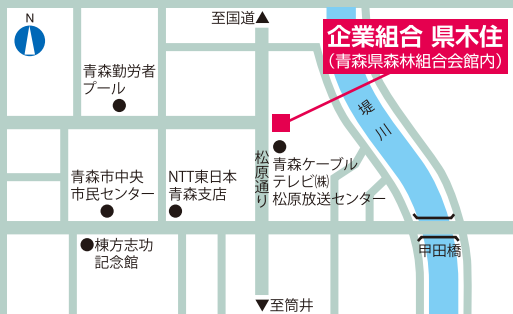 N
至国道▲
企業組合 県木住
（青森県森林組合会館内）
青森勤労者
プール
堤川
松原通り
青森ケーブル
テレビ㈱
松原放送センター
青森市中央
市民センター
NTT東日本
青森支店
棟方志功
記念館
甲田橋
▼至筒井